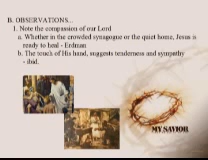 B. OBSERVATIONS...
1. Note the compassion of our Lord
a. Whether in the crowded synagogue or the quiet home, Jesus is
ready to heal - Erdman
b. The touch of His hand, suggests tenderness and sympathy
- ibid.
MY SAVIOR